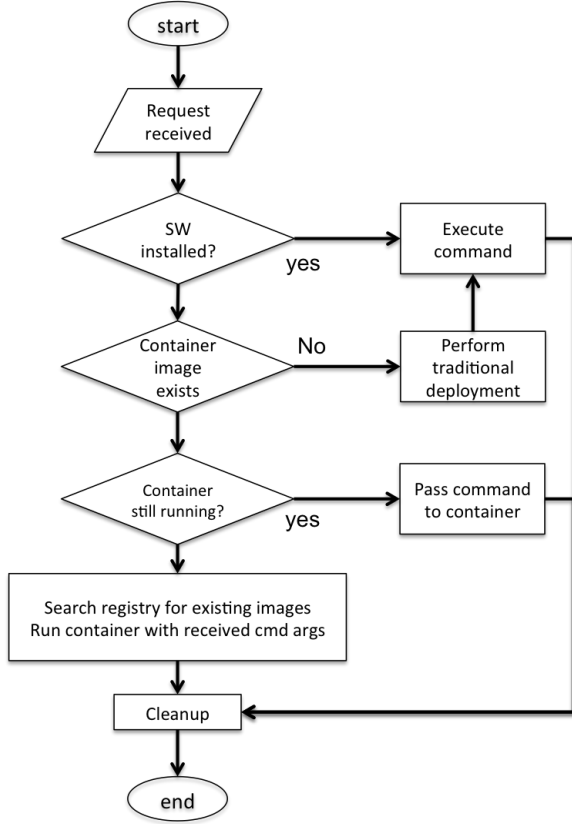 start
Request
received
SW
installed?
yes
Execute
command
Container
image
exists
No
Perform
traditional
deployment
Container
still running?
yes
Pass command
to container
Search registry for existing images
Run container with received cmd args
Cleanup
end